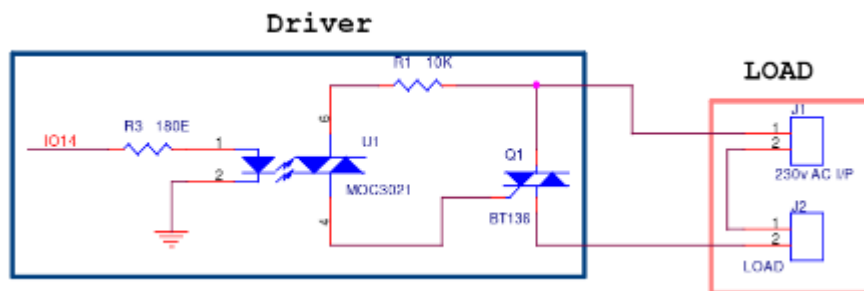 Driver
R1 10K
LOAD
J1
IO14
R3 180E
1
6
U1
1
2
2
MOC3021
Q1
230v AC I/P
4
BT136
J2
1
2
LOAD